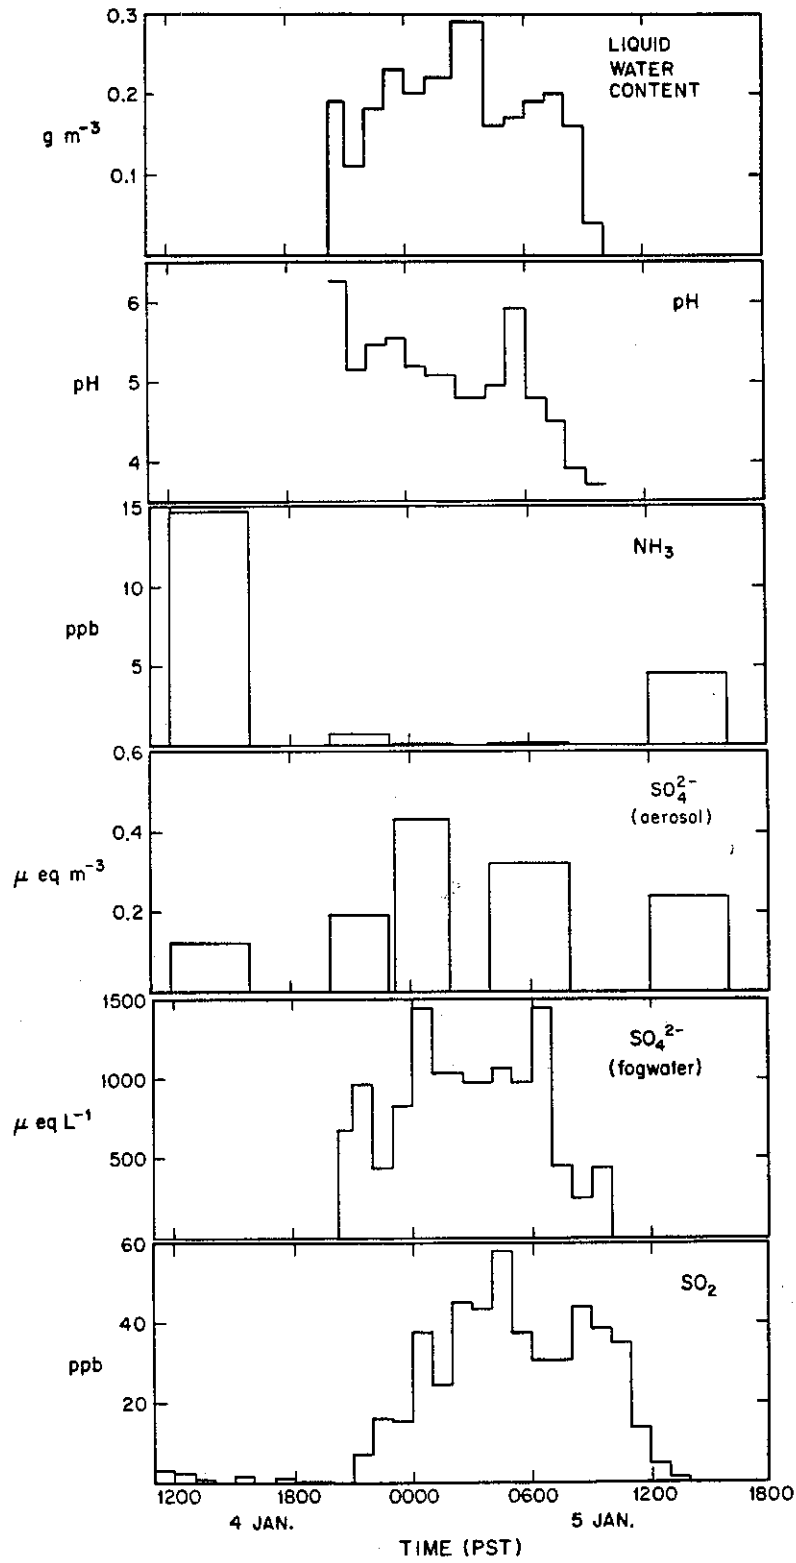 0.3
LIQUID
WATER
CONTENT
0.2
g m⁻³
0.1
6
pH
pH
5
4
15
NH₃
10
ppb
5
0.6
SO₄²⁻
(aerosol)
0.4
μ eq m⁻³
0.2
1500
SO₄²⁻
(fogwater)
1000
μ eq L⁻¹
500
60
SO₂
40
ppb
20
1200 1800 0000 0600 1200 1800
4 JAN. 5 JAN.
TIME (PST)